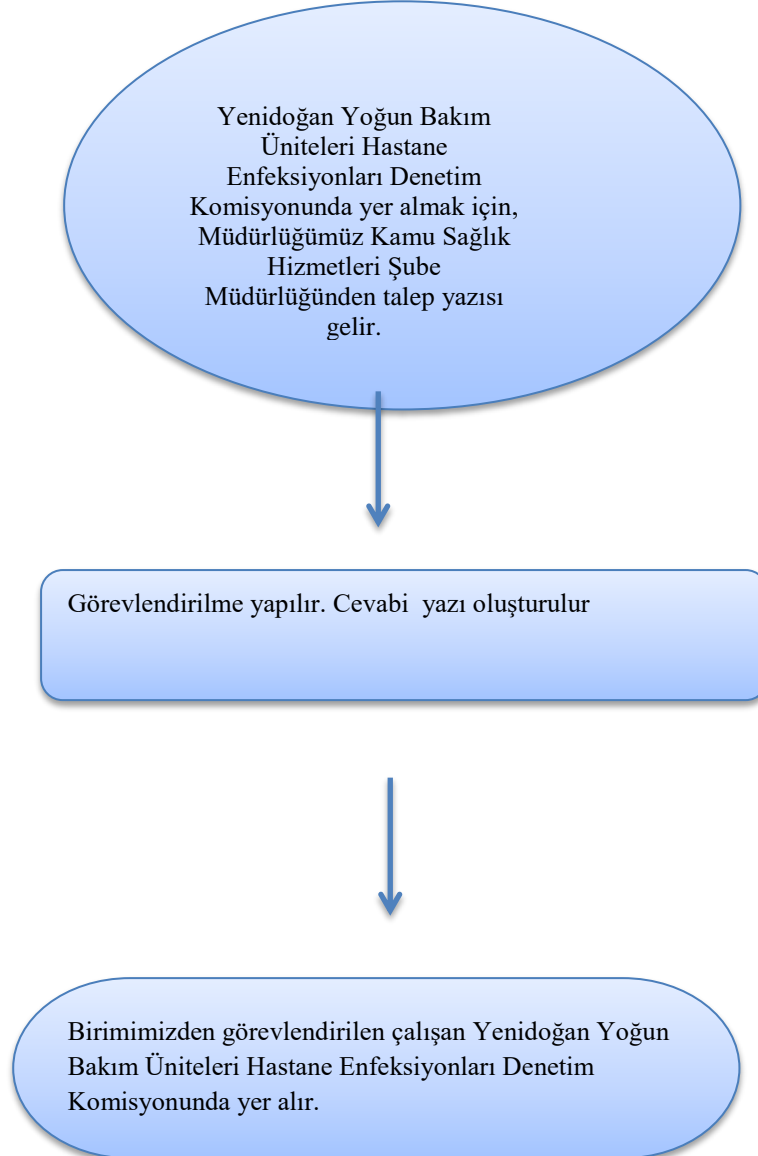 Yenidoğan Yoğun Bakım
Üniteleri Hastane
Enfeksiyonları Denetim
Komisyonunda yer almak için,
Müdürlüğümüz Kamu Sağlık
Hizmetleri Şube
Müdürlüğünden talep yazısı
gelir.
Görevlendirilme yapılır. Cevabi  yazı oluşturulur
Birimimizden görevlendirilen çalışan Yenidoğan Yoğun
Bakım Üniteleri Hastane Enfeksiyonları Denetim
Komisyonunda yer alır.